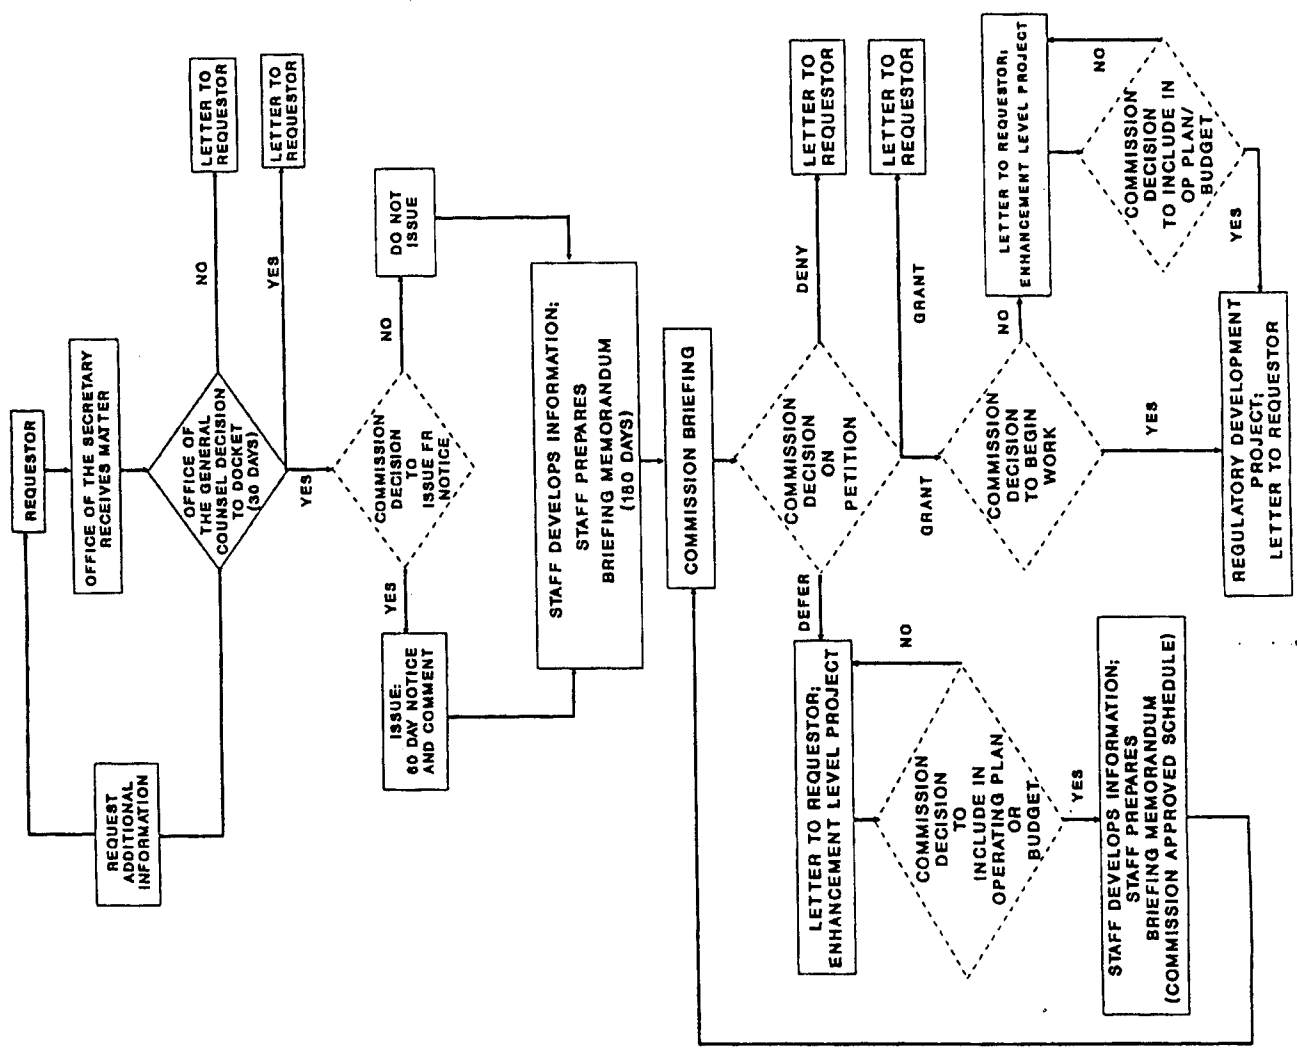 REQUESTOR
OFFICE OF THE SECRETARY
RECEIVES MATTER
OFFICE OF
THE GENERAL
COUNSEL DECISION
TO DOCKET
(30 DAYS)
REQUEST
ADDITIONAL
INFORMATION
NO
LETTER TO
REQUESTOR
YES
LETTER TO
REQUESTOR
YES
COMMISSION
DECISION
TO
ISSUE FR
NOTICE
NO
DO NOT
ISSUE
YES
ISSUE:
60 DAY NOTICE
AND COMMENT
STAFF DEVELOPS INFORMATION;
STAFF PREPARES
BRIEFING MEMORANDUM
(180 DAYS)
COMMISSION BRIEFING
COMMISSION
DECISION
ON
PETITION
DENY
LETTER TO
REQUESTOR
GRANT
LETTER TO
REQUESTOR
DEFER
LETTER TO REQUESTOR;
ENHANCEMENT LEVEL PROJECT
NO
COMMISSION
DECISION
TO
INCLUDE IN
OPERATING PLAN
OR
BUDGET
YES
STAFF DEVELOPS INFORMATION;
STAFF PREPARES
BRIEFING MEMORANDUM
(COMMISSION APPROVED SCHEDULE)
GRANT
COMMISSION
DECISION
TO BEGIN
WORK
NO
LETTER TO REQUESTOR;
ENHANCEMENT LEVEL PROJECT
NO
COMMISSION
DECISION
TO INCLUDE IN
OP PLAN/
BUDGET
YES
YES
REGULATORY DEVELOPMENT
PROJECT;
LETTER TO REQUESTOR